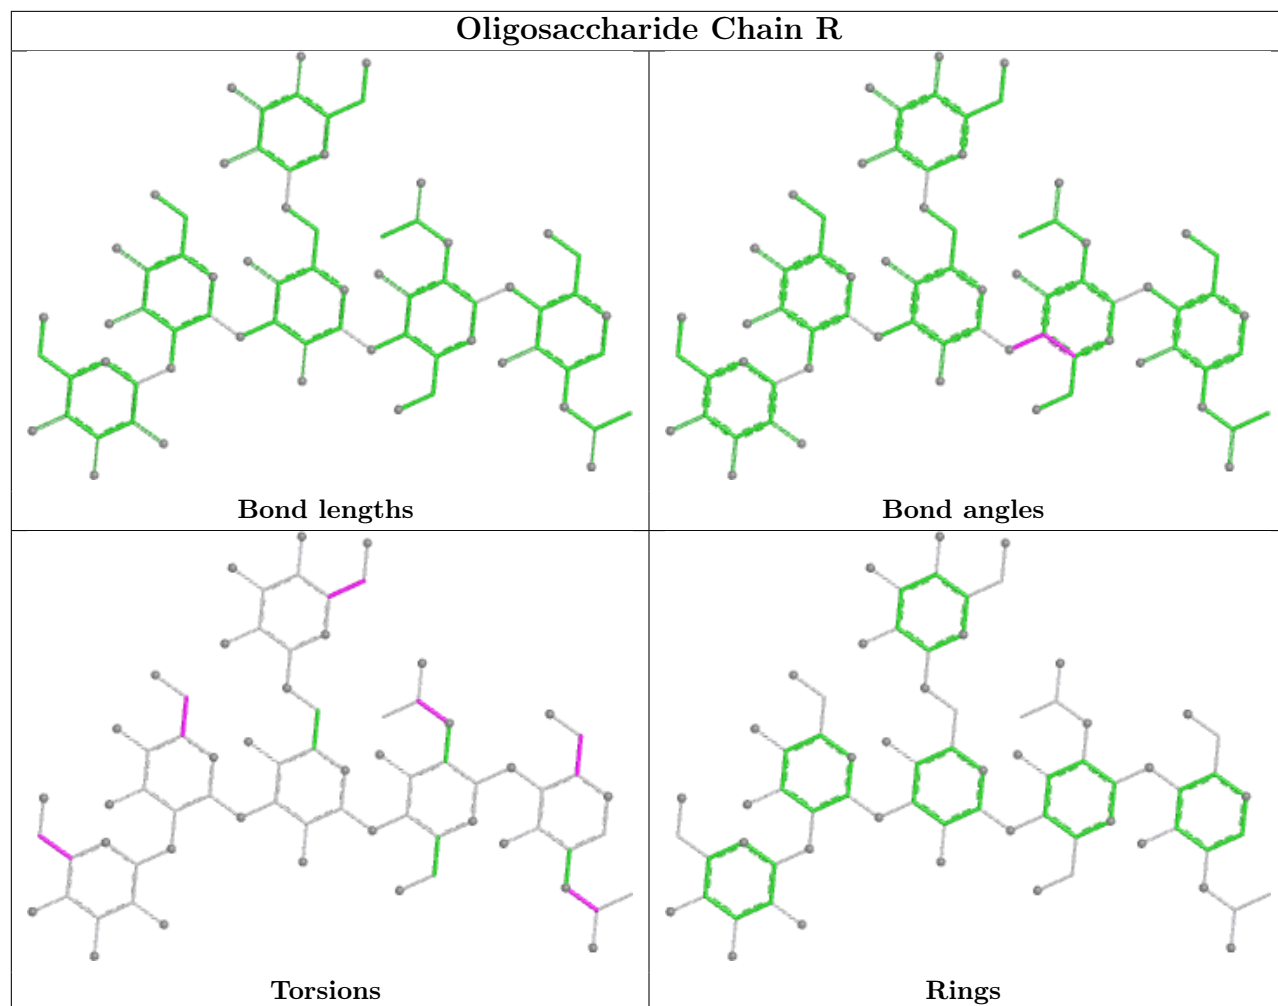 Oligosaccharide Chain R
Bond lengths
Bond angles
Torsions
Rings